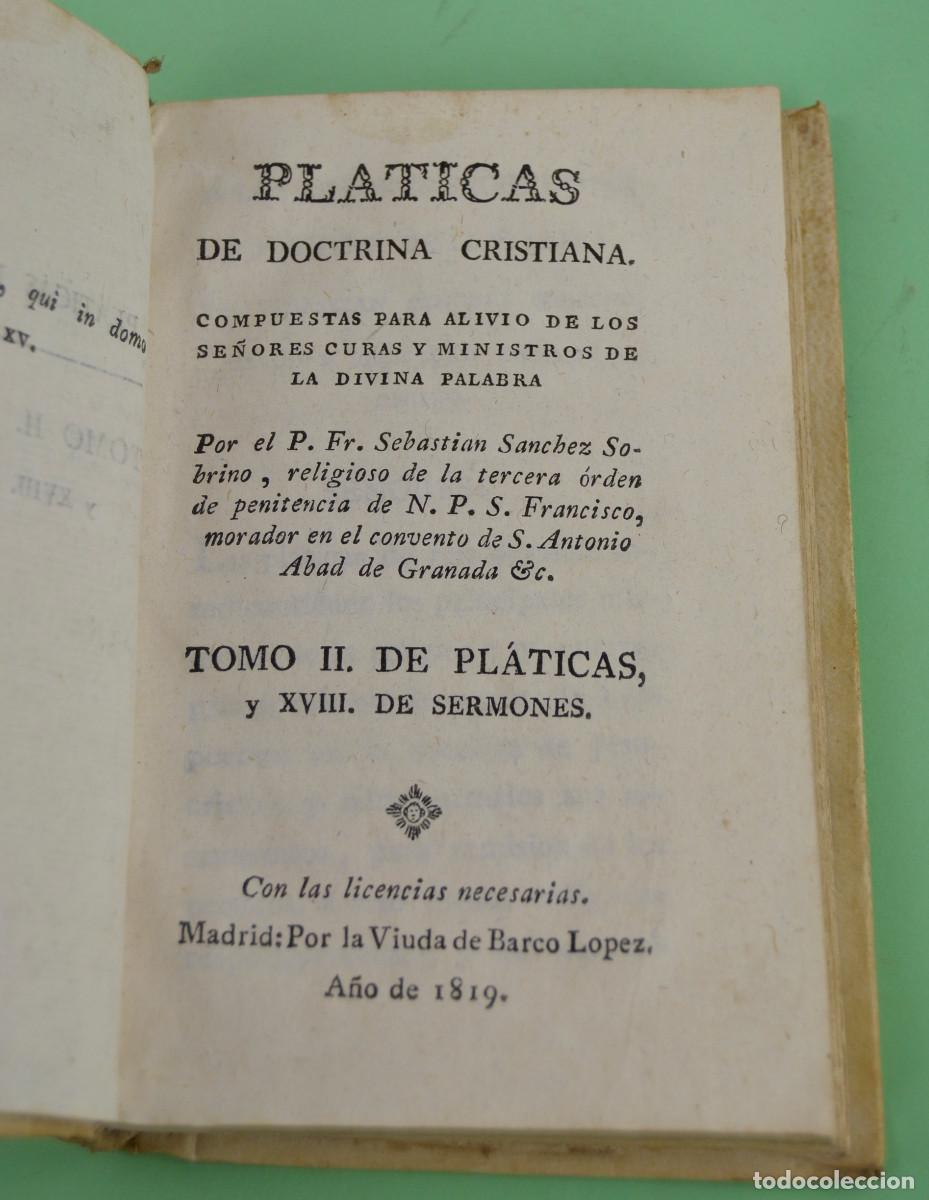 qui in domo
XV.
PLATICAS
DE DOCTRINA CRISTIANA.
COMPUESTAS PARA ALIVIO DE LOS
SEÑORES CURAS Y MINISTROS DE
LA DIVINA PALABRA
Por el P. Fr. Sebastian Sanchez So-
brino, religioso de la tercera órden
de penitencia de N. P. S. Francisco,
morador en el convento de S. Antonio
Abad de Granada &c.
TOMO II. DE PLÁTICAS,
y XVIII. DE SERMONES.
Con las licencias necesarias.
Madrid: Por la Viuda de Barco Lopez.
Año de 1819.
todocoleccion